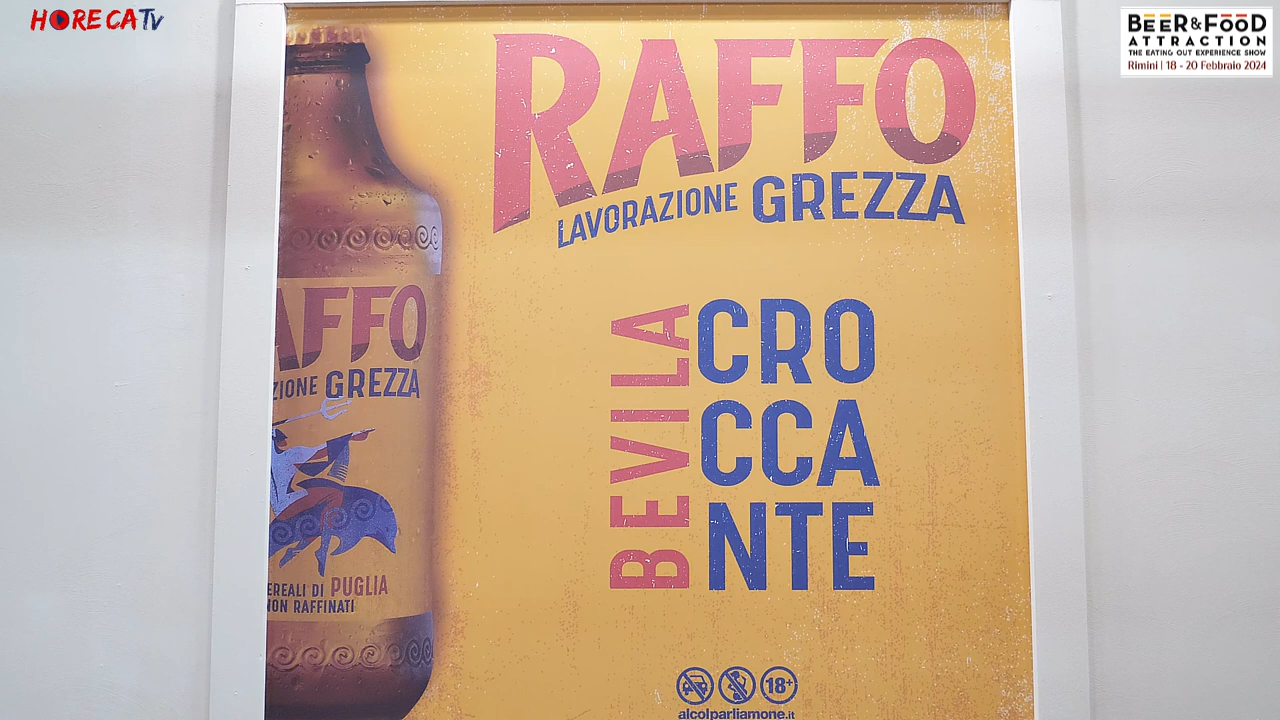 HORECATV
BEER&FOOD
ATTRACTION
THE EATING OUT EXPERIENCE SHOW
Rimini | 18 - 20 Febbraio 2024
RAFFO
LAVORAZIONE GREZZA
BEVILA
CRO
CCA
NTE
AFFO
ZIONE GREZZA
EREALI DI PUGLIA
NON RAFFINATI
18+
alcolparliamone.it